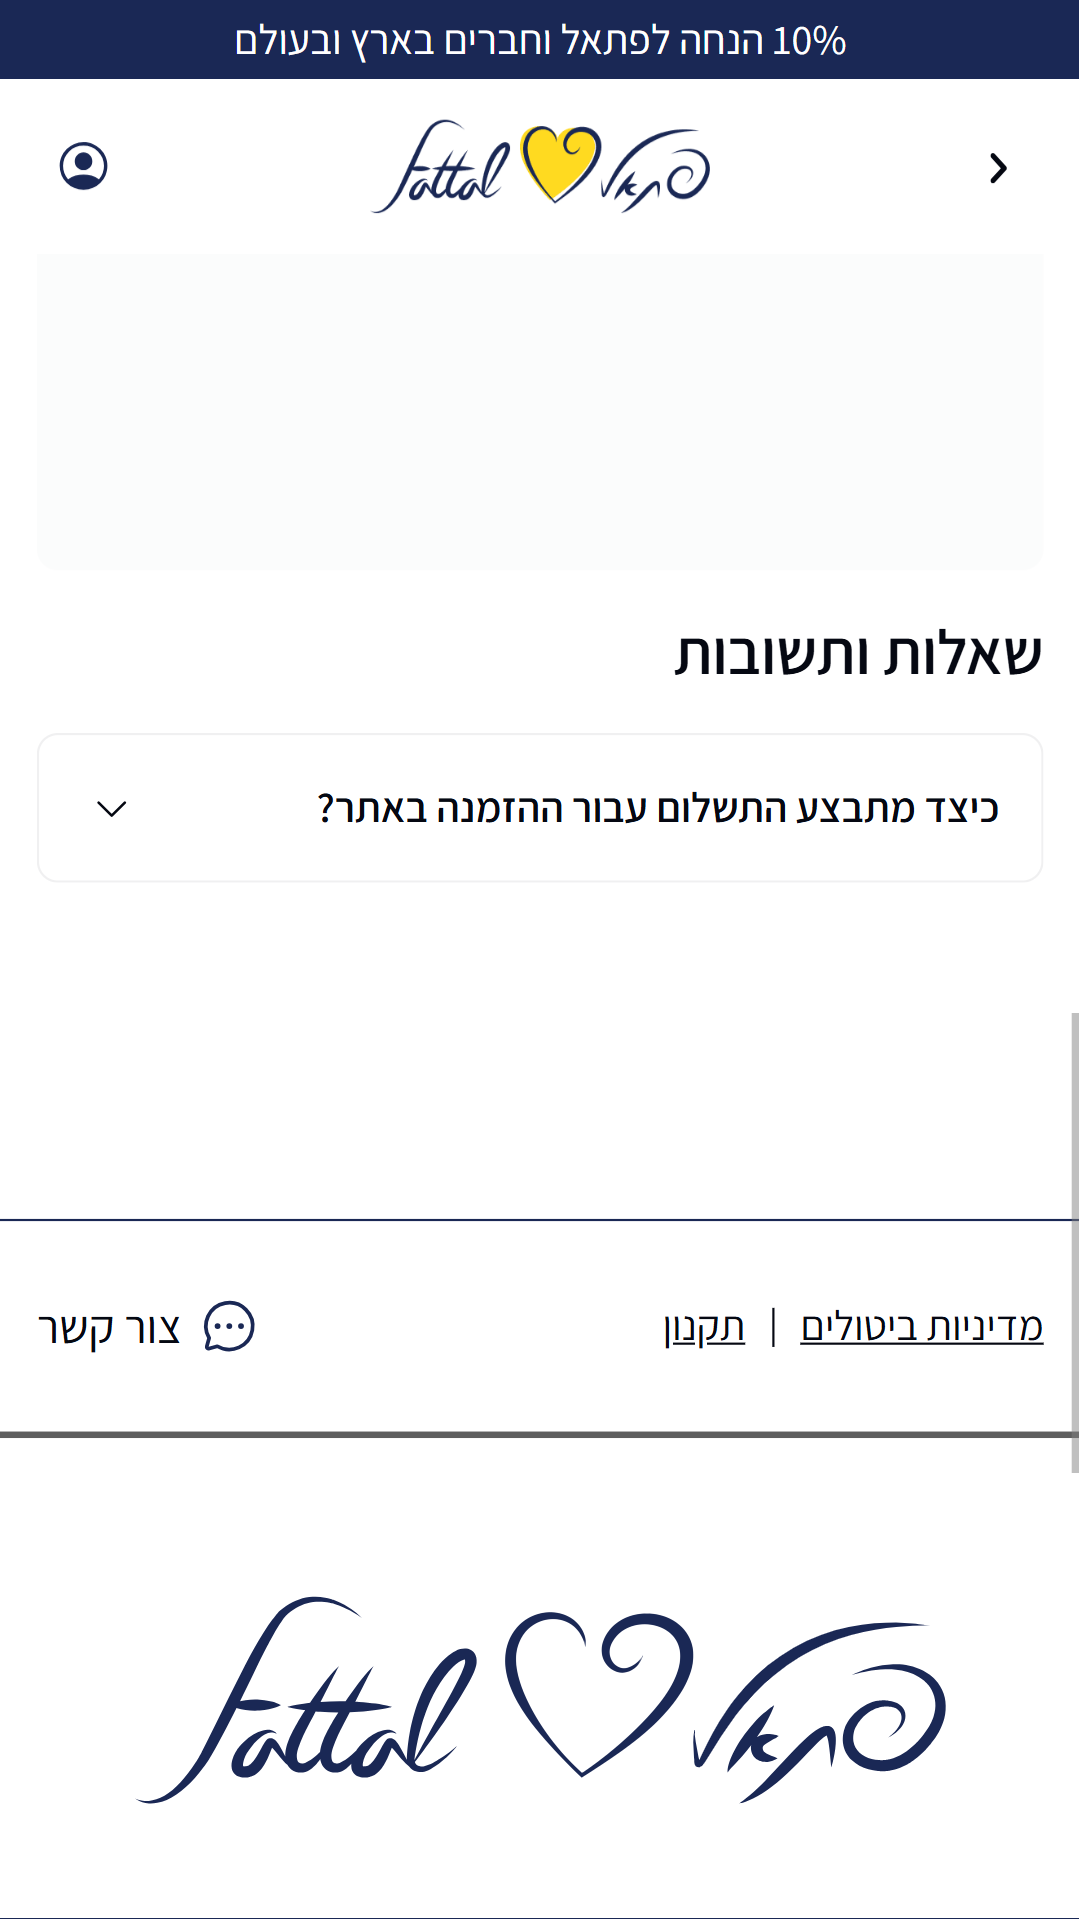 10% הנחה לפתאל וחברים בארץ ובעולם
fattal פתאל
שאלות ותשובות
כיצד מתבצע התשלום עבור ההזמנה באתר?
מדיניות ביטולים | תקנון
צור קשר
fattal פתאל